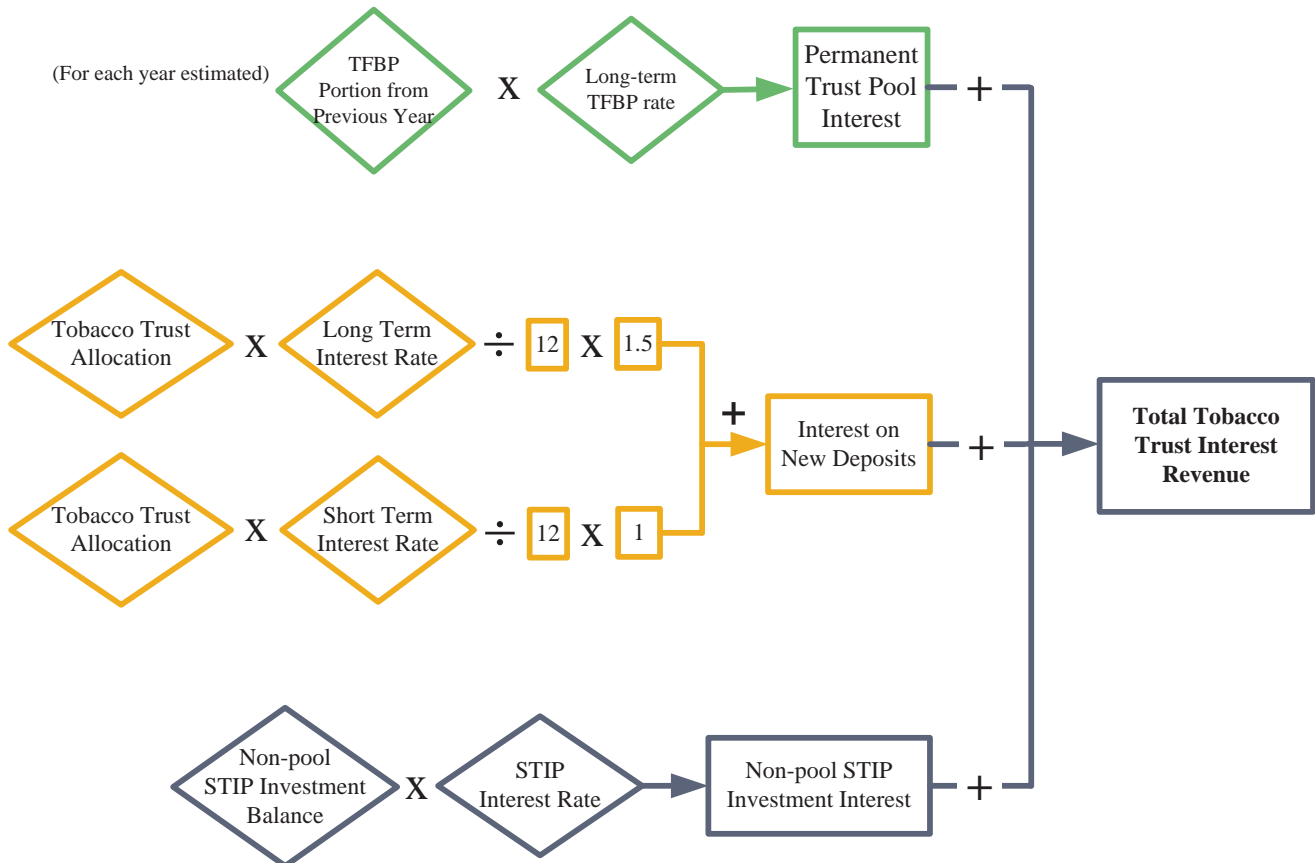 (For each year estimated)
TFBP
Portion from
Previous Year
X
Long-term
TFBP rate
Permanent
Trust Pool
Interest
+
Tobacco Trust
Allocation
X
Long Term
Interest Rate
÷
12
X
1.5
+
Interest on
New Deposits
+
Total Tobacco
Trust Interest
Revenue
Tobacco Trust
Allocation
X
Short Term
Interest Rate
÷
12
X
1
Non-pool
STIP Investment
Balance
X
STIP
Interest Rate
Non-pool STIP
Investment Interest
+